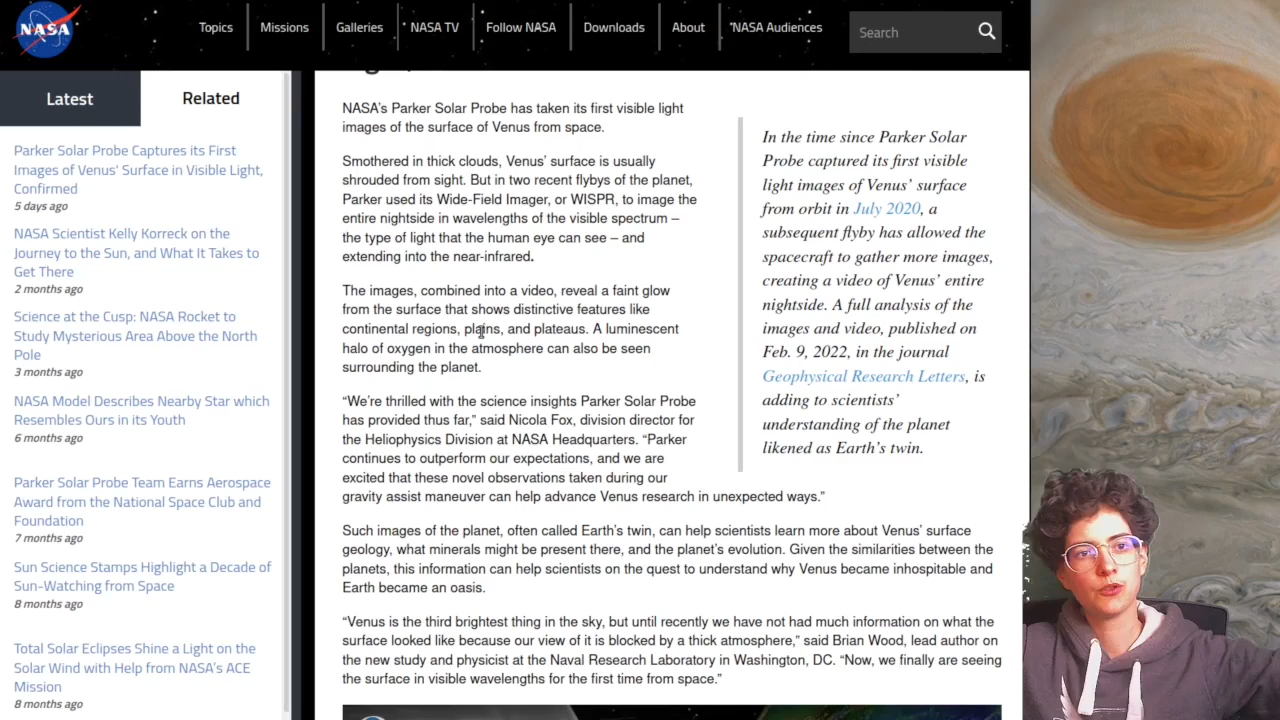 NASA
Topics
Missions
Galleries
NASA TV
Follow NASA
Downloads
About
NASA Audiences
Search
Latest
Related
Parker Solar Probe Captures its First
Images of Venus' Surface in Visible Light,
Confirmed
5 days ago
NASA Scientist Kelly Korreck on the
Journey to the Sun, and What It Takes to
Get There
2 months ago
Science at the Cusp: NASA Rocket to
Study Mysterious Area Above the North
Pole
3 months ago
NASA Model Describes Nearby Star which
Resembles Ours in its Youth
6 months ago
Parker Solar Probe Team Earns Aerospace
Award from the National Space Club and
Foundation
7 months ago
Sun Science Stamps Highlight a Decade of
Sun-Watching from Space
8 months ago
Total Solar Eclipses Shine a Light on the
Solar Wind with Help from NASA's ACE
Mission
8 months ago
NASA's Parker Solar Probe has taken its first visible light
images of the surface of Venus from space.
Smothered in thick clouds, Venus' surface is usually
shrouded from sight. But in two recent flybys of the planet,
Parker used its Wide-Field Imager, or WISPR, to image the
entire nightside in wavelengths of the visible spectrum –
the type of light that the human eye can see – and
extending into the near-infrared.
The images, combined into a video, reveal a faint glow
from the surface that shows distinctive features like
continental regions, plains, and plateaus. A luminescent
halo of oxygen in the atmosphere can also be seen
surrounding the planet.
“We're thrilled with the science insights Parker Solar Probe
has provided thus far,” said Nicola Fox, division director for
the Heliophysics Division at NASA Headquarters. “Parker
continues to outperform our expectations, and we are
excited that these novel observations taken during our
gravity assist maneuver can help advance Venus research in unexpected ways.”
In the time since Parker Solar
Probe captured its first visible
light images of Venus' surface
from orbit in July 2020, a
subsequent flyby has allowed the
spacecraft to gather more images,
creating a video of Venus' entire
nightside. A full analysis of the
images and video, published on
Feb. 9, 2022, in the journal
Geophysical Research Letters, is
adding to scientists'
understanding of the planet
likened as Earth's twin.
Such images of the planet, often called Earth's twin, can help scientists learn more about Venus' surface
geology, what minerals might be present there, and the planet's evolution. Given the similarities between the
planets, this information can help scientists on the quest to understand why Venus became inhospitable and
Earth became an oasis.
“Venus is the third brightest thing in the sky, but until recently we have not had much information on what the
surface looked like because our view of it is blocked by a thick atmosphere,” said Brian Wood, lead author on
the new study and physicist at the Naval Research Laboratory in Washington, DC. “Now, we finally are seeing
the surface in visible wavelengths for the first time from space.”